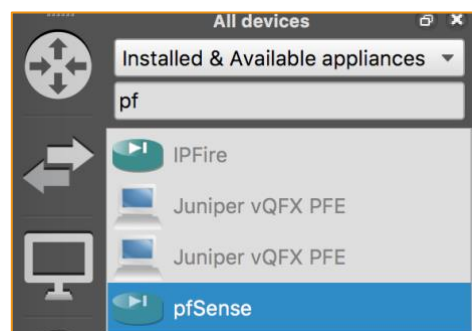 All devices
Installed & Available appliances
pf
IPFire
Juniper vQFX PFE
Juniper vQFX PFE
pfSense